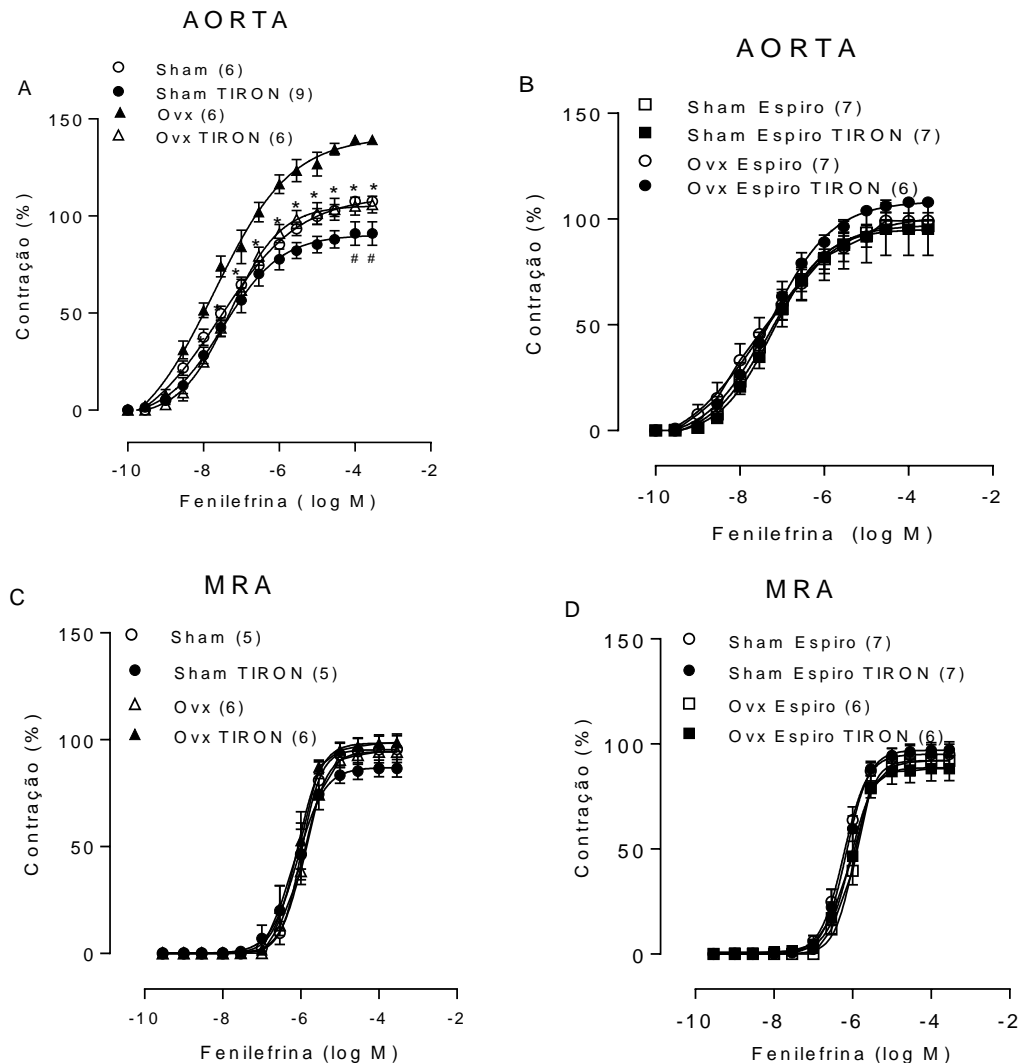 AORTA
A
Sham (6)
Sham TIRON (9)
Ovx (6)
Ovx TIRON (6)
150
100
50
0
Contração (%)
* * * * * * * * *
# #
-10 -8 -6 -4 -2
Fenilefrina ( log M)
AORTA
B
Sham Espiro (7)
Sham Espiro TIRON (7)
Ovx Espiro (7)
Ovx Espiro TIRON (6)
150
100
50
0
Contração (%)
-10 -8 -6 -4 -2
Fenilefrina (log M)
MRA
C
Sham (5)
Sham TIRON (5)
Ovx (6)
Ovx TIRON (6)
150
100
50
0
Contração (%)
-10 -8 -6 -4 -2
Fenilefrina (log M)
MRA
D
Sham Espiro (7)
Sham Espiro TIRON (7)
Ovx Espiro (6)
Ovx Espiro TIRON (6)
150
100
50
0
Contração (%)
-10 -8 -6 -4 -2
Fenilefrina (log M)